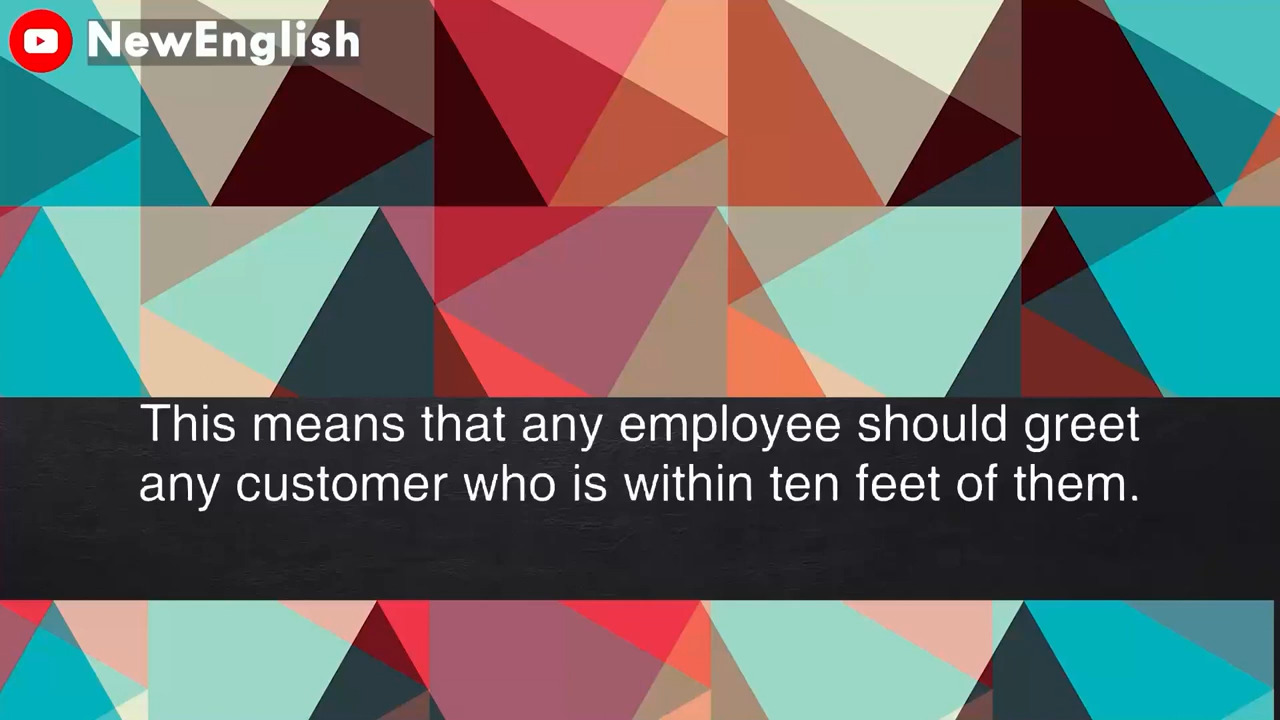 NewEnglish
This means that any employee should greet
any customer who is within ten feet of them.